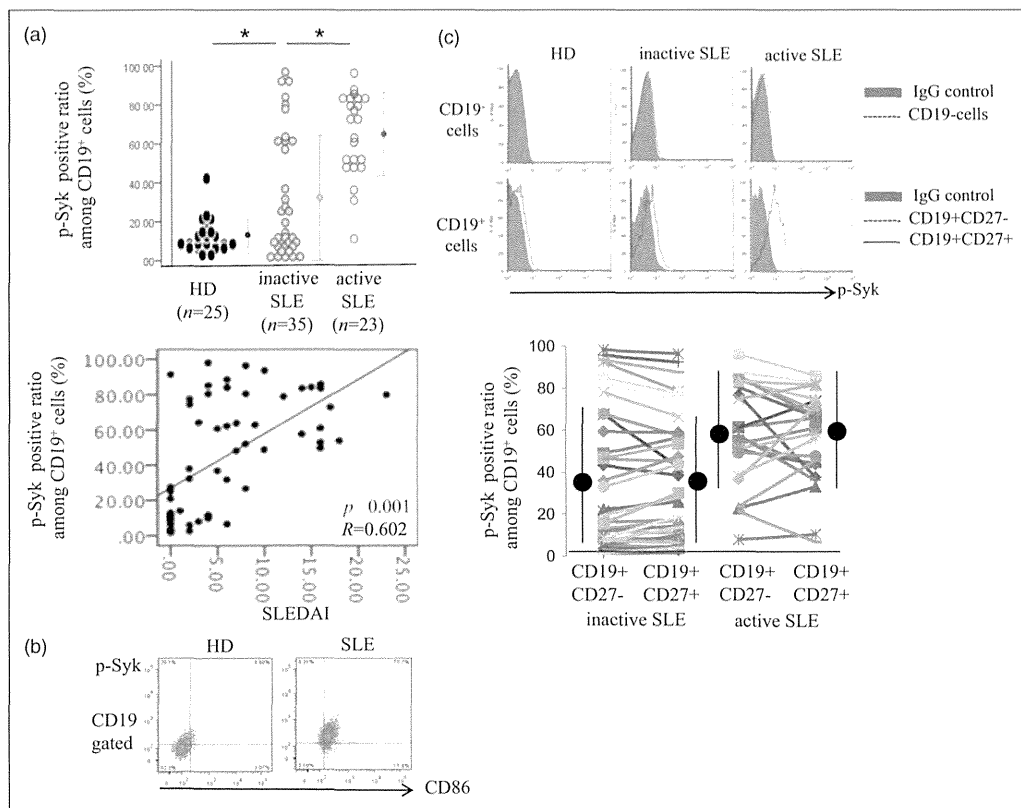 (a)
* *
p-Syk positive ratio
among CD19+ cells (%)
100.00
80.00
60.00
40.00
20.00
.00
HD
(n=25)
inactive
SLE
(n=35)
active
SLE
(n=23)
p-Syk positive ratio
among CD19+ cells (%)
100.00
80.00
60.00
40.00
20.00
.00
p 0.001
R=0.602
.00
5.00
10.00
15.00
20.00
25.00
SLEDAI
(b)
HD
SLE
p-Syk
CD19
gated
CD86
(c)
HD
inactive SLE
active SLE
CD19-
cells
IgG control
CD19-cells
CD19+
cells
IgG control
CD19+CD27-
CD19+CD27+
p-Syk
p-Syk positive ratio
among CD19+ cells (%)
100
80
60
40
20
0
CD19+
CD27-
CD19+
CD27+
inactive SLE
CD19+
CD27-
CD19+
CD27+
active SLE